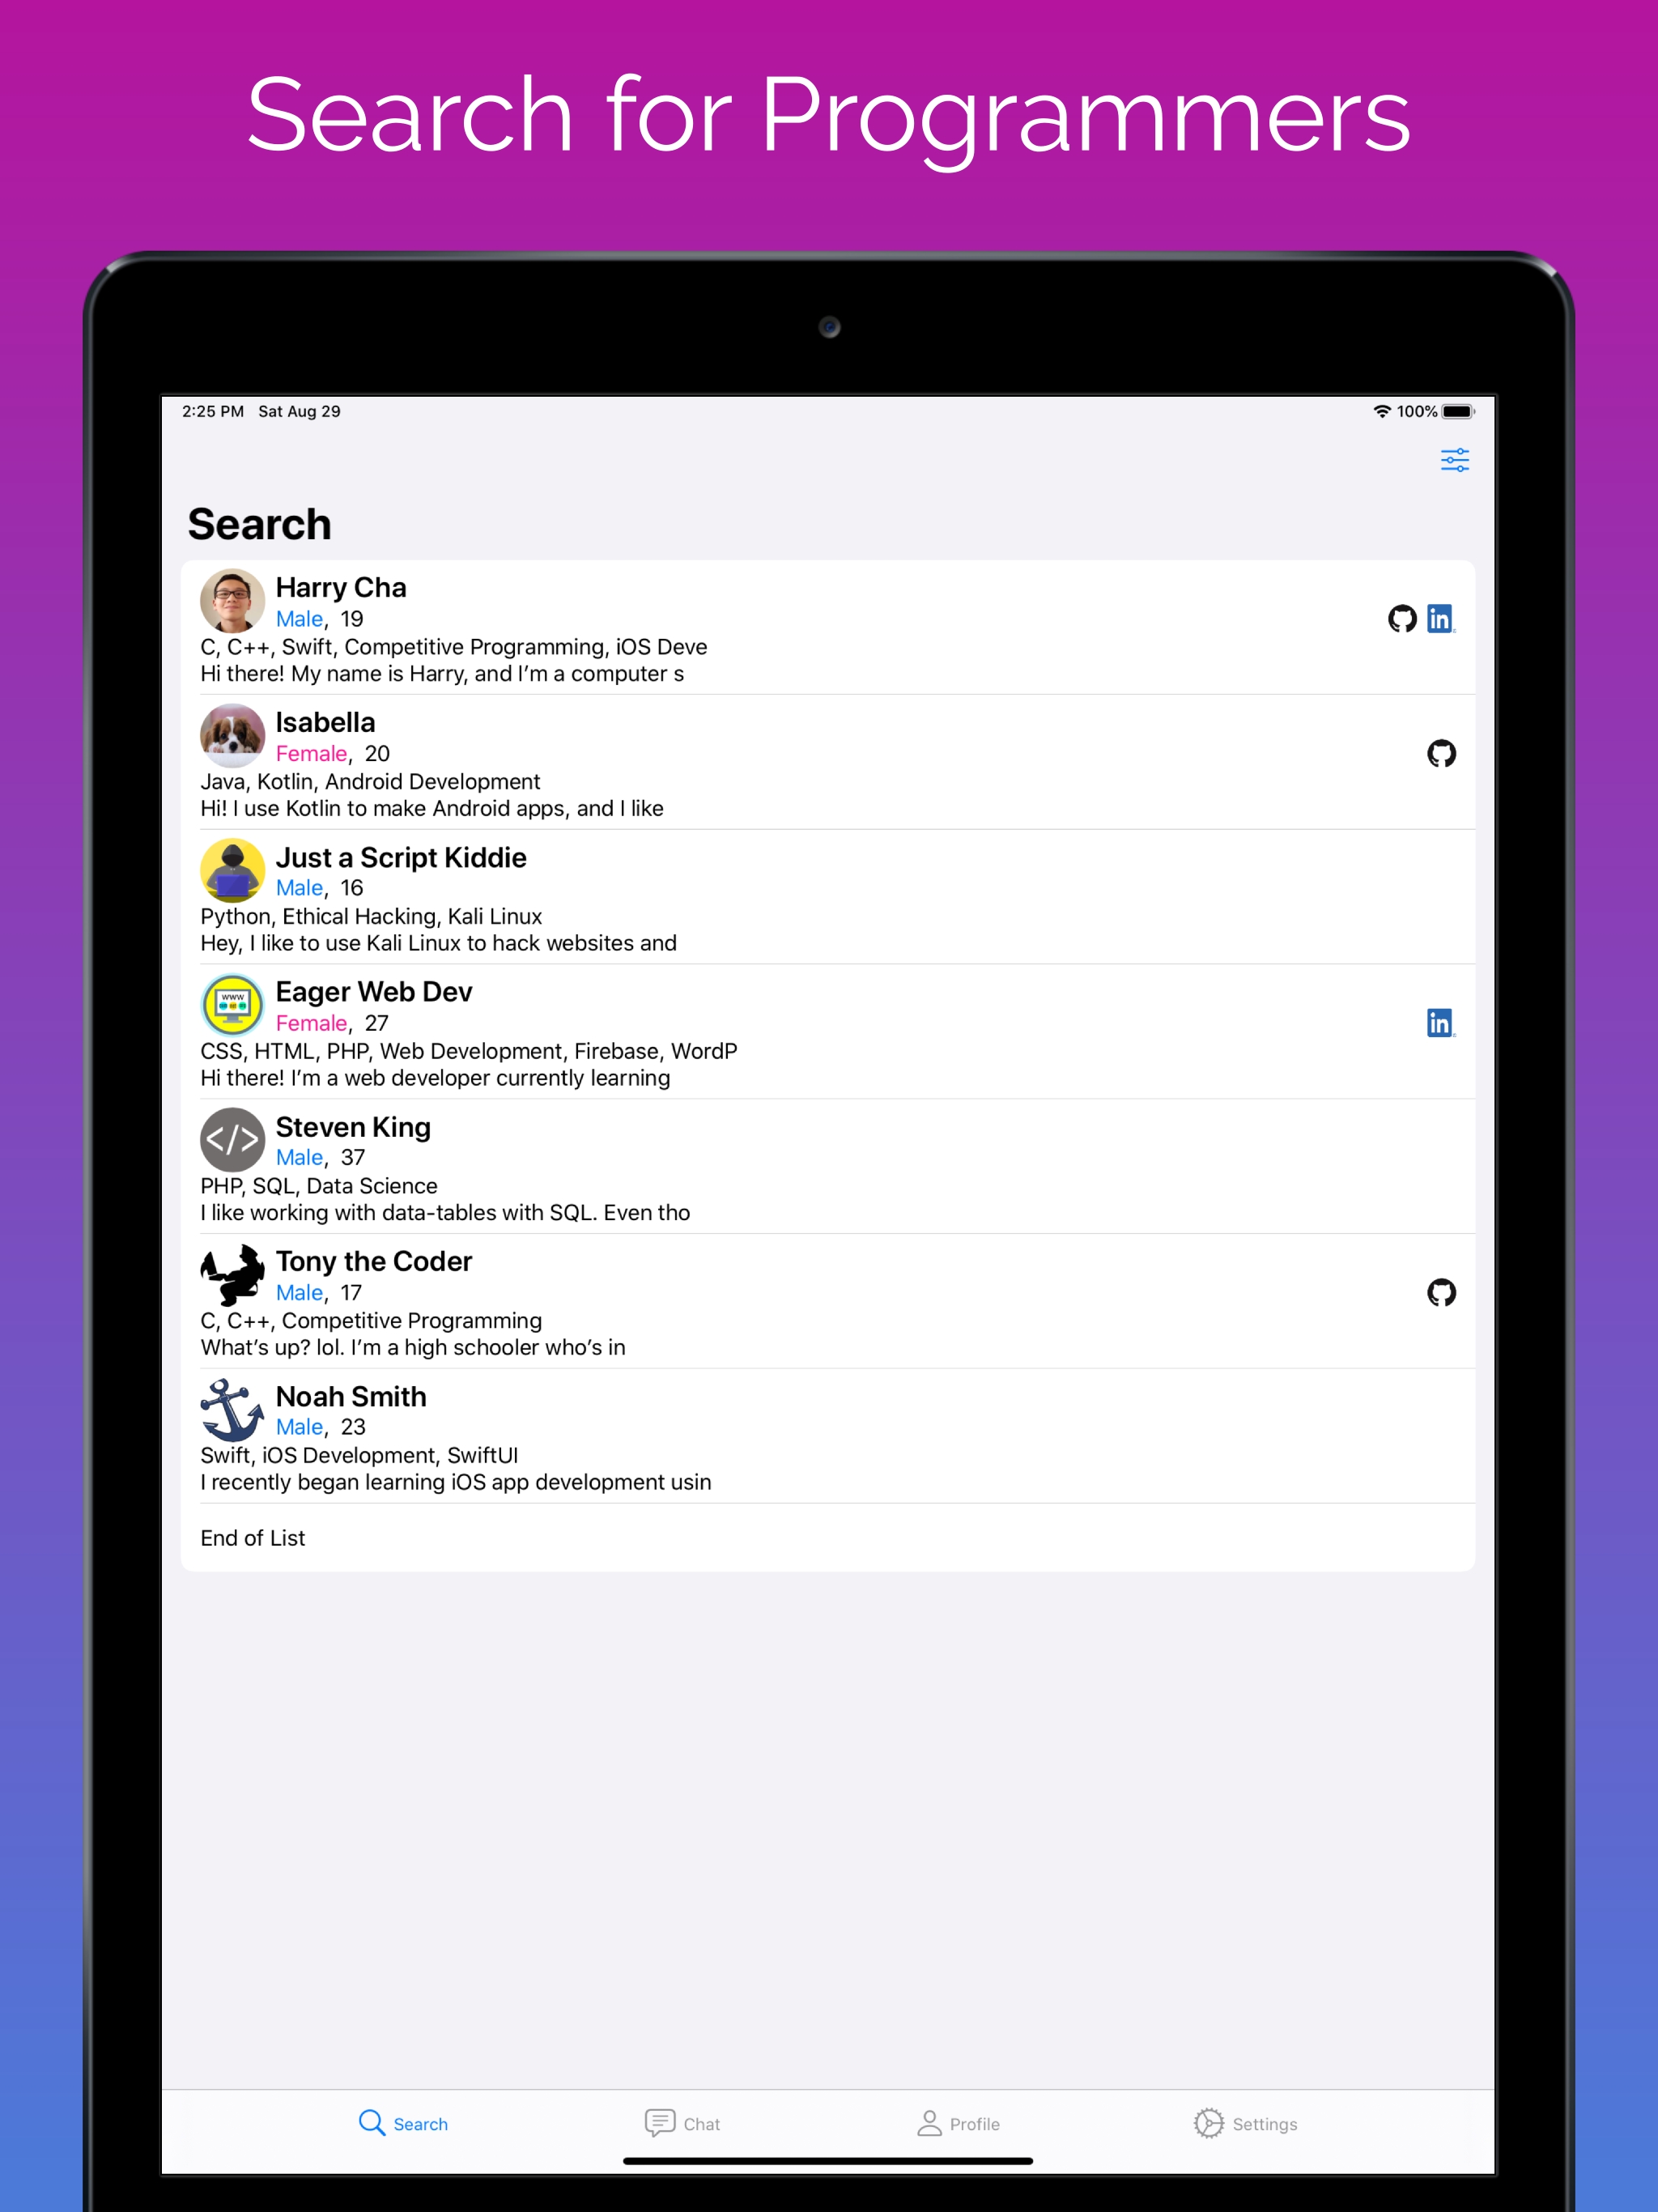 Search for Programmers
2:25 PM Sat Aug 29
100%
Search
Harry Cha
Male, 19
in
C, C++, Swift, Competitive Programming, iOS Deve
Hi there! My name is Harry, and I'm a computer s
Isabella
Female, 20
Java, Kotlin, Android Development
Hi! I use Kotlin to make Android apps, and I like
Just a Script Kiddie
Male, 16
Python, Ethical Hacking, Kali Linux
Hey, I like to use Kali Linux to hack websites and
www
Eager Web Dev
Female, 27
in
CSS, HTML, PHP, Web Development, Firebase, WordP
Hi there! I'm a web developer currently learning
</>
Steven King
Male, 37
PHP, SQL, Data Science
I like working with data-tables with SQL. Even tho
Tony the Coder
Male, 17
C, C++, Competitive Programming
What's up? lol. I'm a high schooler who's in
Noah Smith
Male, 23
Swift, iOS Development, SwiftUI
I recently began learning iOS app development usin
End of List
Search
Chat
Profile
Settings